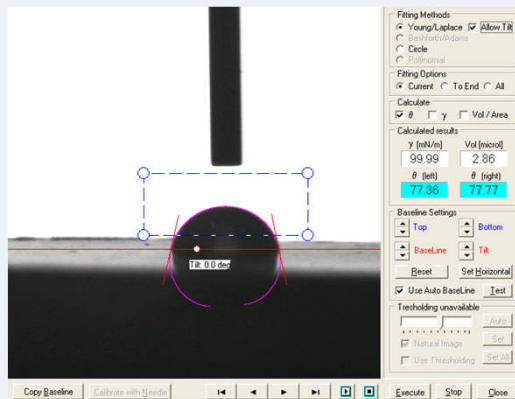 Fitting Methods
Young/Laplace Allow Tilt
Bashforth/Adams
Circle
Polynomial
Fitting Options
Current To End All
Calculate
θ γ Vol / Area
Calculated results
γ [mN/m] Vol [microl]
99.99 2.86
θ (left) θ (right)
77.36 77.77
Baseline Settings
Top Bottom
BaseLine Tilt
Reset Set Horizontal
Use Auto BaseLine Test
Tresholding unavailable
Auto
Natural Image Set
Use Thresholding Set All
Tilt: 0.0 deg
Copy Baseline Calibrate with Needle Execute Stop Close